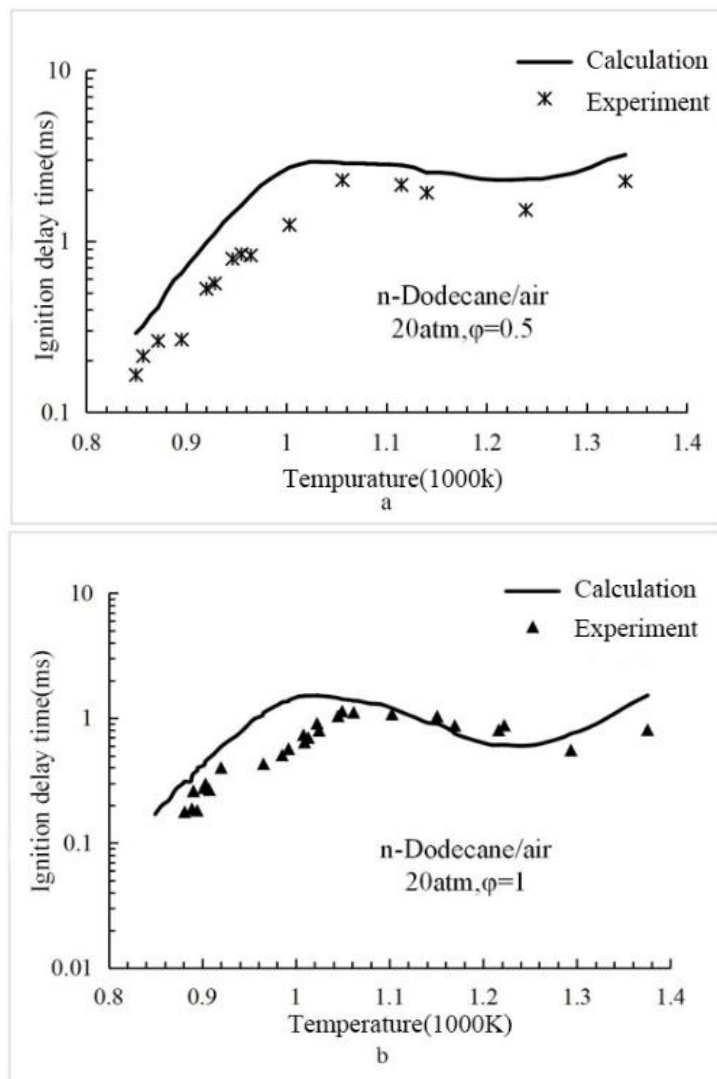 10
Calculation
Experiment
Ignition delay time(ms)
1
n-Dodecane/air
20atm,φ=0.5
0.1
0.8 0.9 1 1.1 1.2 1.3 1.4
Tempurature(1000k)
a
10
Calculation
Experiment
Ignition delay time(ms)
1
0.1
n-Dodecane/air
20atm,φ=1
0.01
0.8 0.9 1 1.1 1.2 1.3 1.4
Temperature(1000K)
b